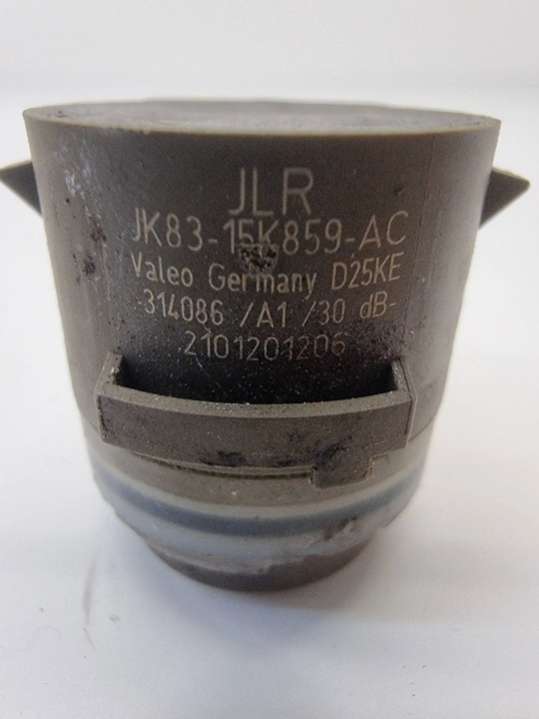 JLR
JK83-15K859-AC
Valeo Germany D25KE
314086 /A1 /30 dB-
2101201206